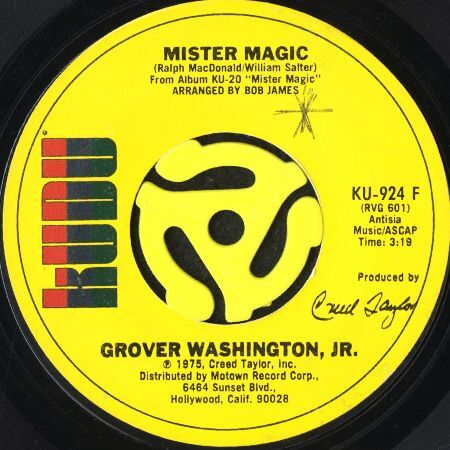 MISTER MAGIC
(Ralph MacDonald/William Salter)
From Album KU-20 "Mister Magic"
ARRANGED BY BOB JAMES
KUDU®
KU-924 F
(RVG 601)
Antisia
Music/ASCAP
Time: 3:19
Produced by
Creed Taylor
GROVER WASHINGTON, JR.
℗ 1975, Creed Taylor, Inc.
Distributed by Motown Record Corp.,
6464 Sunset Blvd.,
Hollywood, Calif. 90028